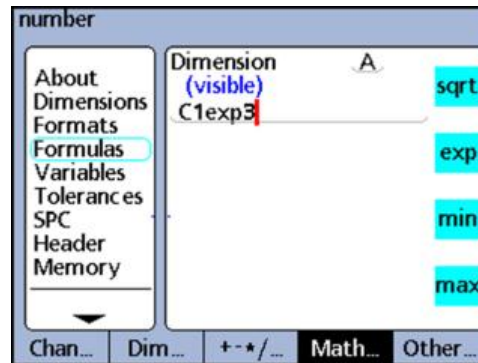 number
About
Dimensions
Formats
Formulas
Variables
Tolerances
SPC
Header
Memory
Dimension A
(visible)
C1exp3
sqrt
exp
min
max
Chan... Dim... +-*/... Math... Other...